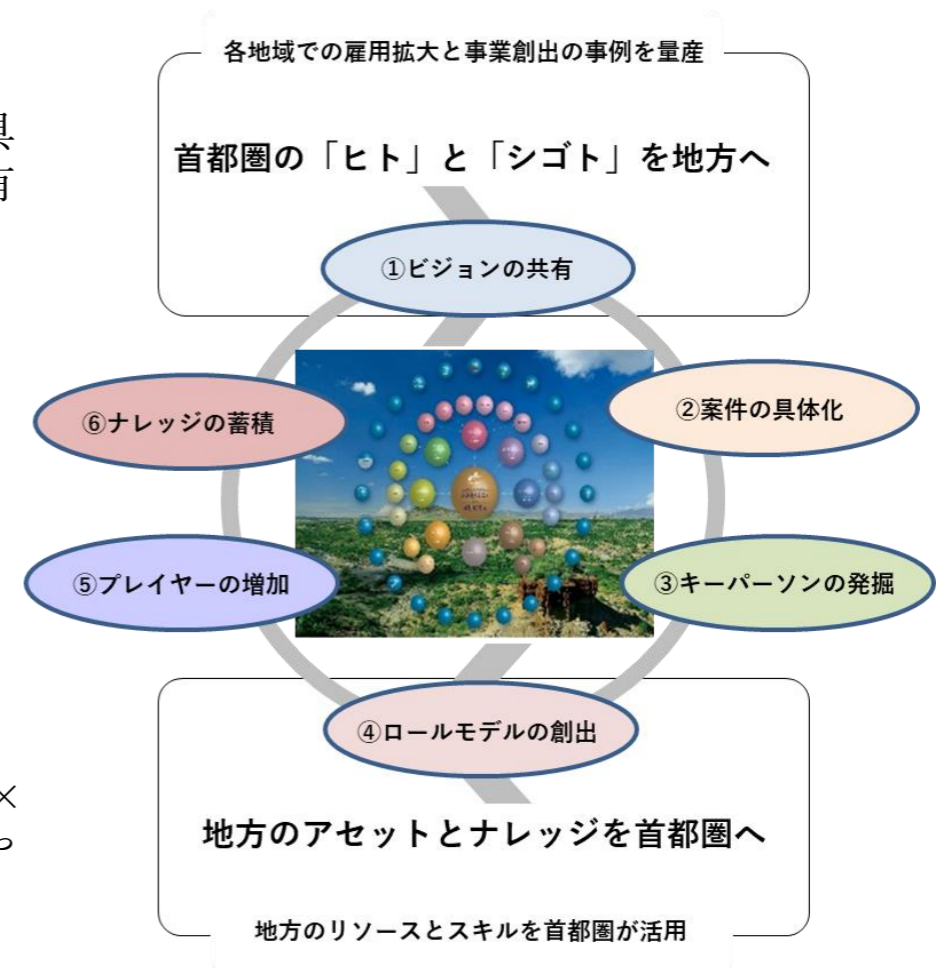 各地域での雇用拡大と事業創出の事例を量産
首都圏の「ヒト」と「シゴト」を地方へ
①ビジョンの共有
②案件の具体化
③キーパーソンの発掘
④ロールモデルの創出
⑤プレイヤーの増加
⑥ナレッジの蓄積
地方のアセットとナレッジを首都圏へ
地方のリソースとスキルを首都圏が活用